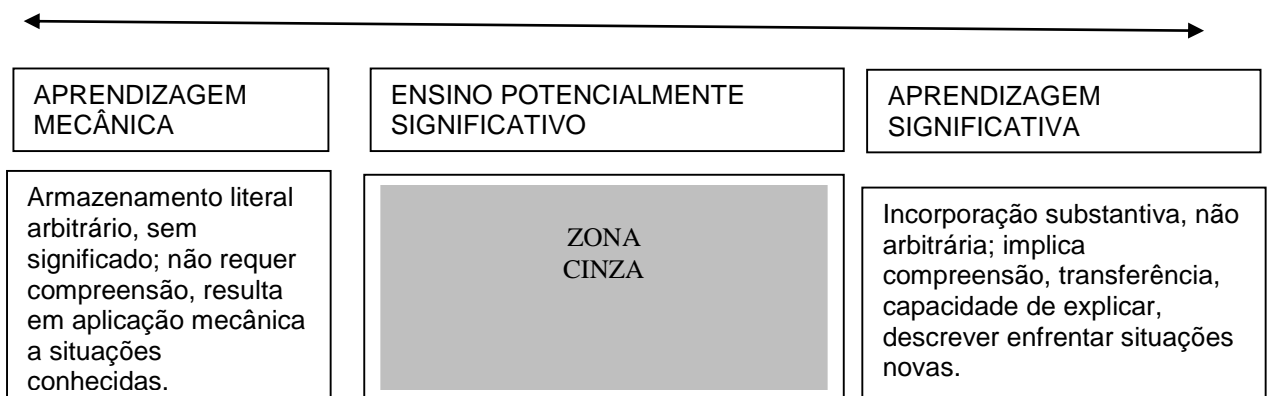 APRENDIZAGEM
MECÂNICA
ENSINO POTENCIALMENTE
SIGNIFICATIVO
APRENDIZAGEM
SIGNIFICATIVA
Armazenamento literal
arbitrário, sem
significado; não requer
compreensão, resulta
em aplicação mecânica
a situações
conhecidas.
ZONA
CINZA
Incorporação substantiva, não
arbitrária; implica
compreensão, transferência,
capacidade de explicar,
descrever enfrentar situações
novas.